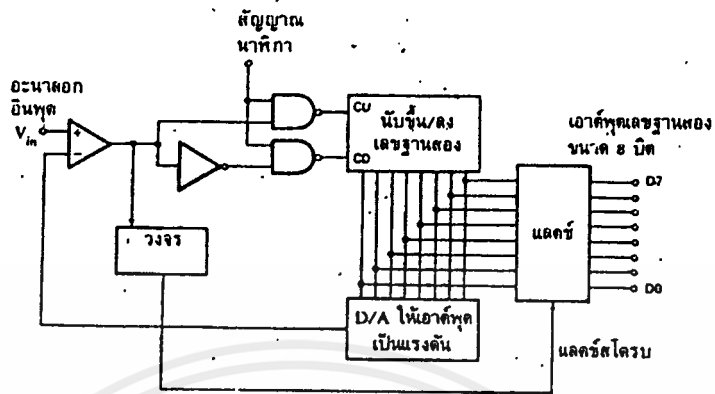 สัญญาณ
นาฬิกา
อะนาลอก
อินพุต
V_in
+
−
CU
นับขึ้น/ลง
เลขฐานสอง
CD
เอาต์พุตเลขฐานสอง
ขนาด 8 บิต
D7
แลตช์
D0
วงจร
D/A ให้เอาต์พุต
เป็นแรงดัน
แลตช์สโตรบ